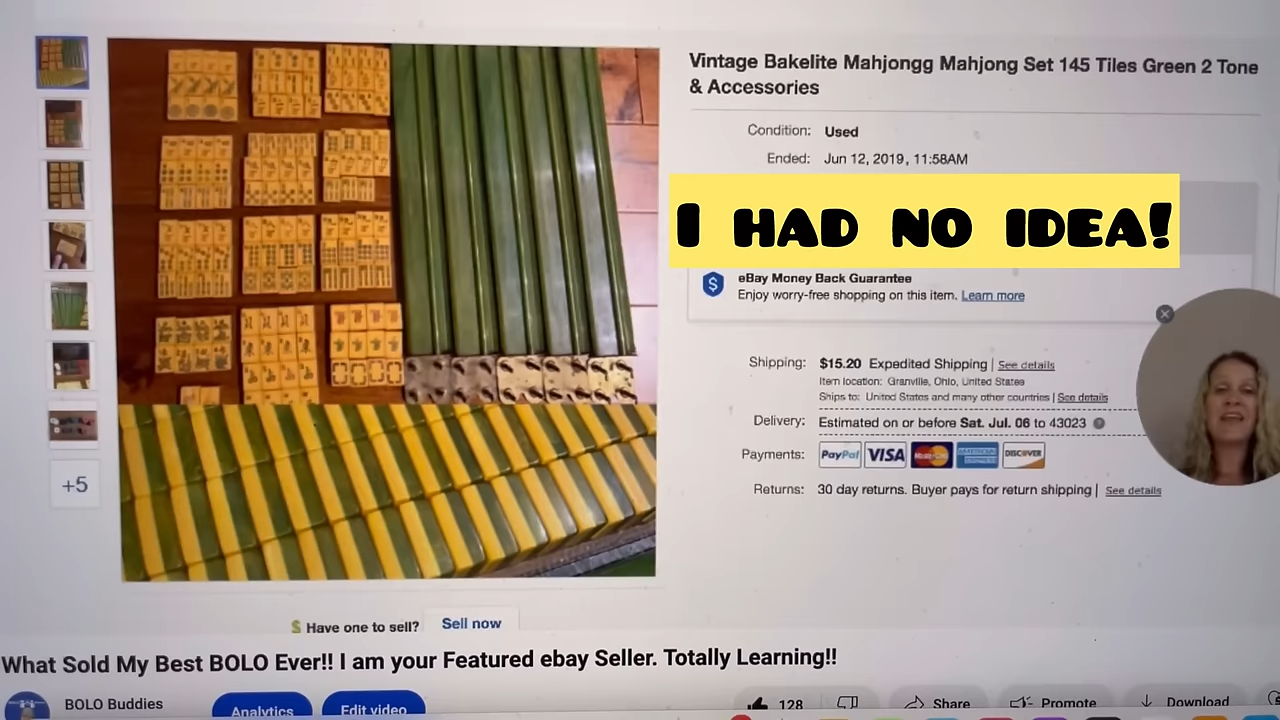 Vintage Bakelite Mahjongg Mahjong Set 145 Tiles Green 2 Tone
& Accessories
Condition: Used
Ended: Jun 12, 2019, 11:58AM
I HAD NO IDEA!
eBay Money Back Guarantee
Enjoy worry-free shopping on this item. Learn more
Shipping: $15.20 Expedited Shipping | See details
Item location: Granville, Ohio, United States
Ships to: United States and many other countries | See details
Delivery: Estimated on or before Sat. Jul. 06 to 43023
Payments: PayPal VISA MasterCard DISCOVER
Returns: 30 day returns. Buyer pays for return shipping | See details
+5
$ Have one to sell? Sell now
What Sold My Best BOLO Ever!! I am your Featured ebay Seller. Totally Learning!!
BOLO Buddies
Analytics
Edit video
128
Share
Promote
Download